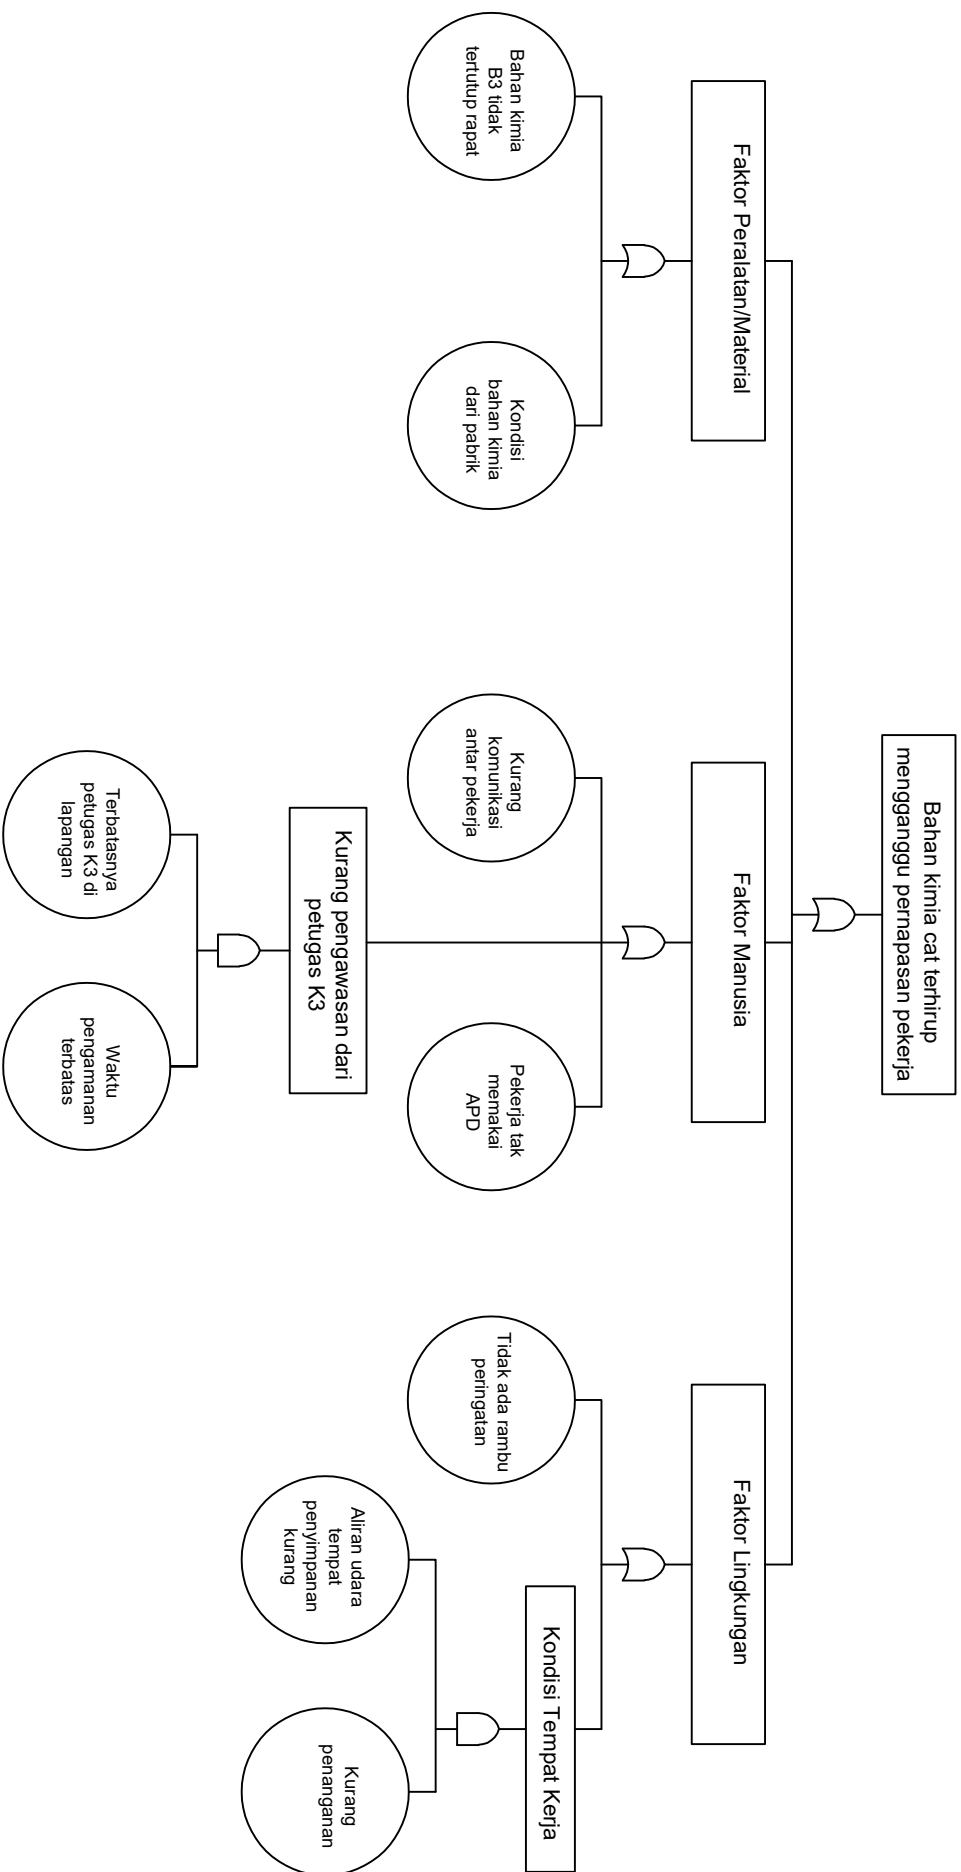 Bahan kimia cat terhirup
mengganggu pernapasan pekerja
Faktor Peralatan/Material
Faktor Manusia
Faktor Lingkungan
Bahan kimia
B3 tidak
tertutup rapat
Kondisi
bahan kimia
dari pabrik
Kurang
komunikasi
antar pekerja
Pekerja tak
memakai
APD
Tidak ada rambu
peringatan
Kondisi Tempat Kerja
Kurang pengawasan dari
petugas K3
Aliran udara
tempat
penyimpanan
kurang
Kurang
penanganan
Terbatasnya
petugas K3 di
lapangan
Waktu
pengamanan
terbatas